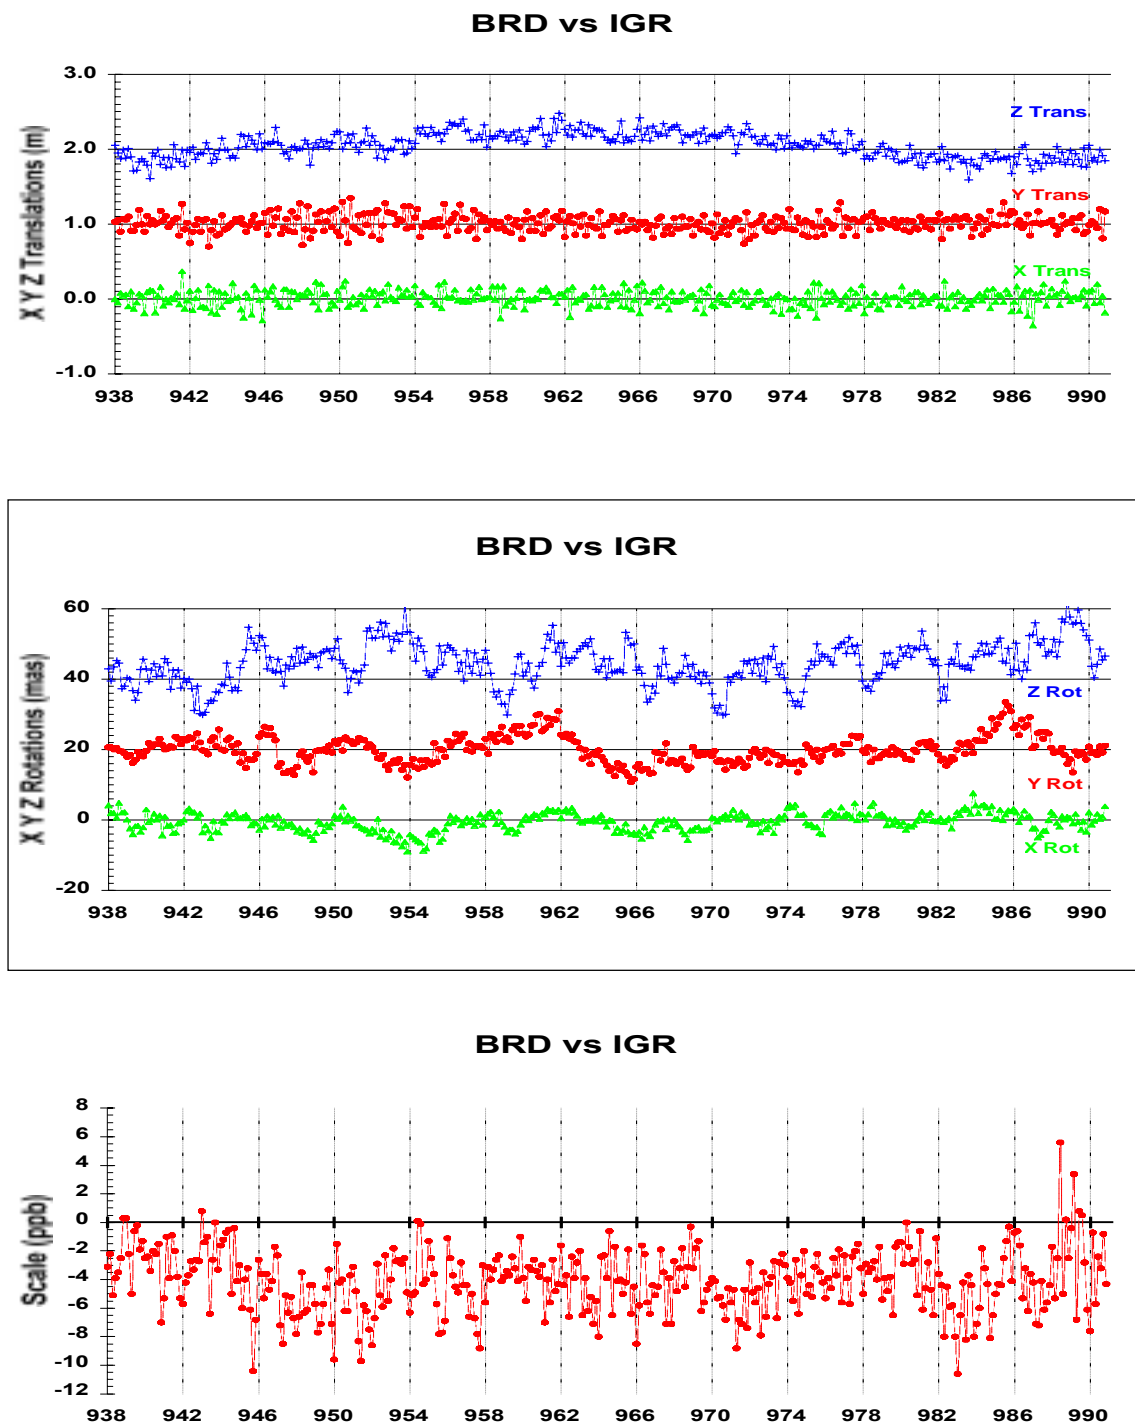 BRD vs IGR
3.0
Z Trans
2.0
Y Trans
1.0
X Trans
0.0
-1.0
X Y Z Translations (m)
938 942 946 950 954 958 962 966 970 974 978 982 986 990
BRD vs IGR
60
40
Z Rot
20
Y Rot
0
X Rot
-20
X Y Z Rotations (mas)
938 942 946 950 954 958 962 966 970 974 978 982 986 990
BRD vs IGR
8
6
4
2
0
-2
-4
-6
-8
-10
-12
Scale (ppb)
938 942 946 950 954 958 962 966 970 974 978 982 986 990